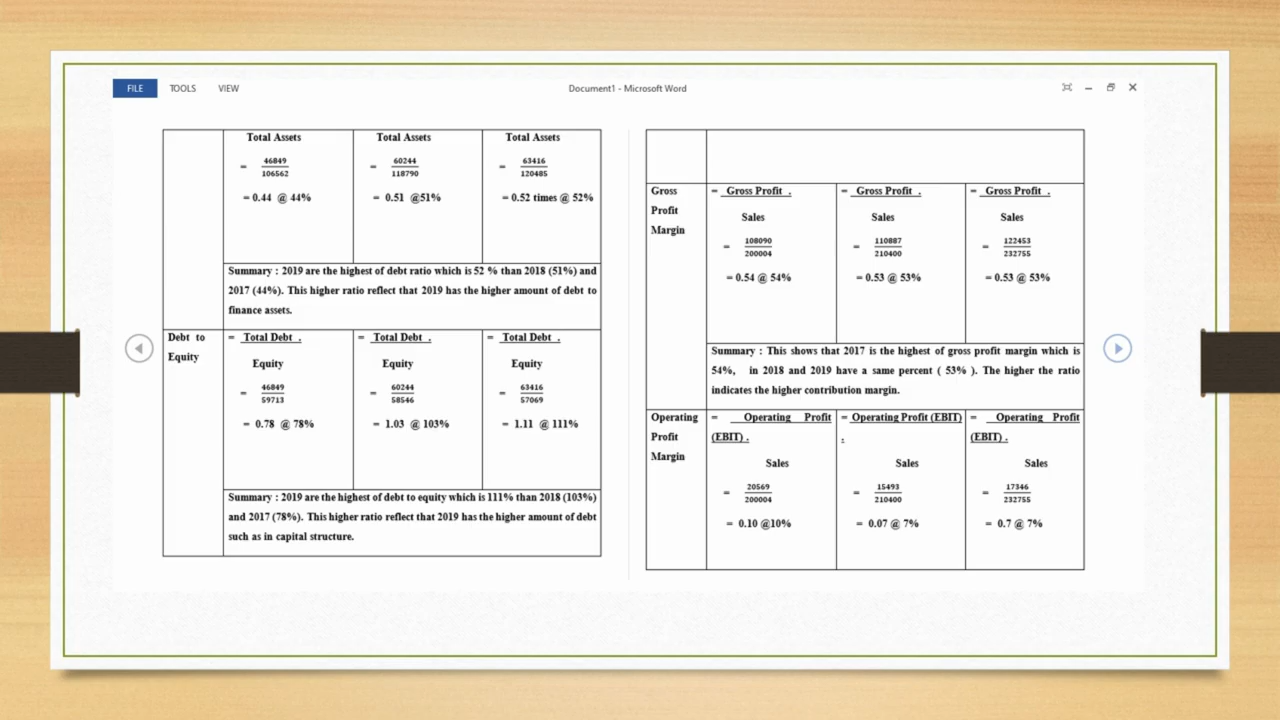 FILE TOOLS VIEW Document1 - Microsoft Word
Total Assets Total Assets Total Assets
= 46849 / 106562 = 60244 / 118790 = 63416 / 120485
= 0.44 @ 44% = 0.51 @51% = 0.52 times @ 52%
Summary : 2019 are the highest of debt ratio which is 52 % than 2018 (51%) and
2017 (44%). This higher ratio reflect that 2019 has the higher amount of debt to
finance assets.
Debt to = Total Debt . = Total Debt . = Total Debt .
Equity Equity Equity Equity
= 46849 / 59713 = 60244 / 58546 = 63416 / 57069
= 0.78 @ 78% = 1.03 @ 103% = 1.11 @ 111%
Summary : 2019 are the highest of debt to equity which is 111% than 2018 (103%)
and 2017 (78%). This higher ratio reflect that 2019 has the higher amount of debt
such as in capital structure.
Gross = Gross Profit . = Gross Profit . = Gross Profit .
Profit Sales Sales Sales
Margin
= 108090 / 200004 = 110887 / 210400 = 122453 / 232755
= 0.54 @ 54% = 0.53 @ 53% = 0.53 @ 53%
Summary : This shows that 2017 is the highest of gross profit margin which is
54%, in 2018 and 2019 have a same percent ( 53% ). The higher the ratio
indicates the higher contribution margin.
Operating = Operating Profit = Operating Profit (EBIT) = Operating Profit
Profit (EBIT) . . (EBIT) .
Margin Sales Sales Sales
= 20569 / 200004 = 15493 / 210400 = 17346 / 232755
= 0.10 @10% = 0.07 @ 7% = 0.7 @ 7%